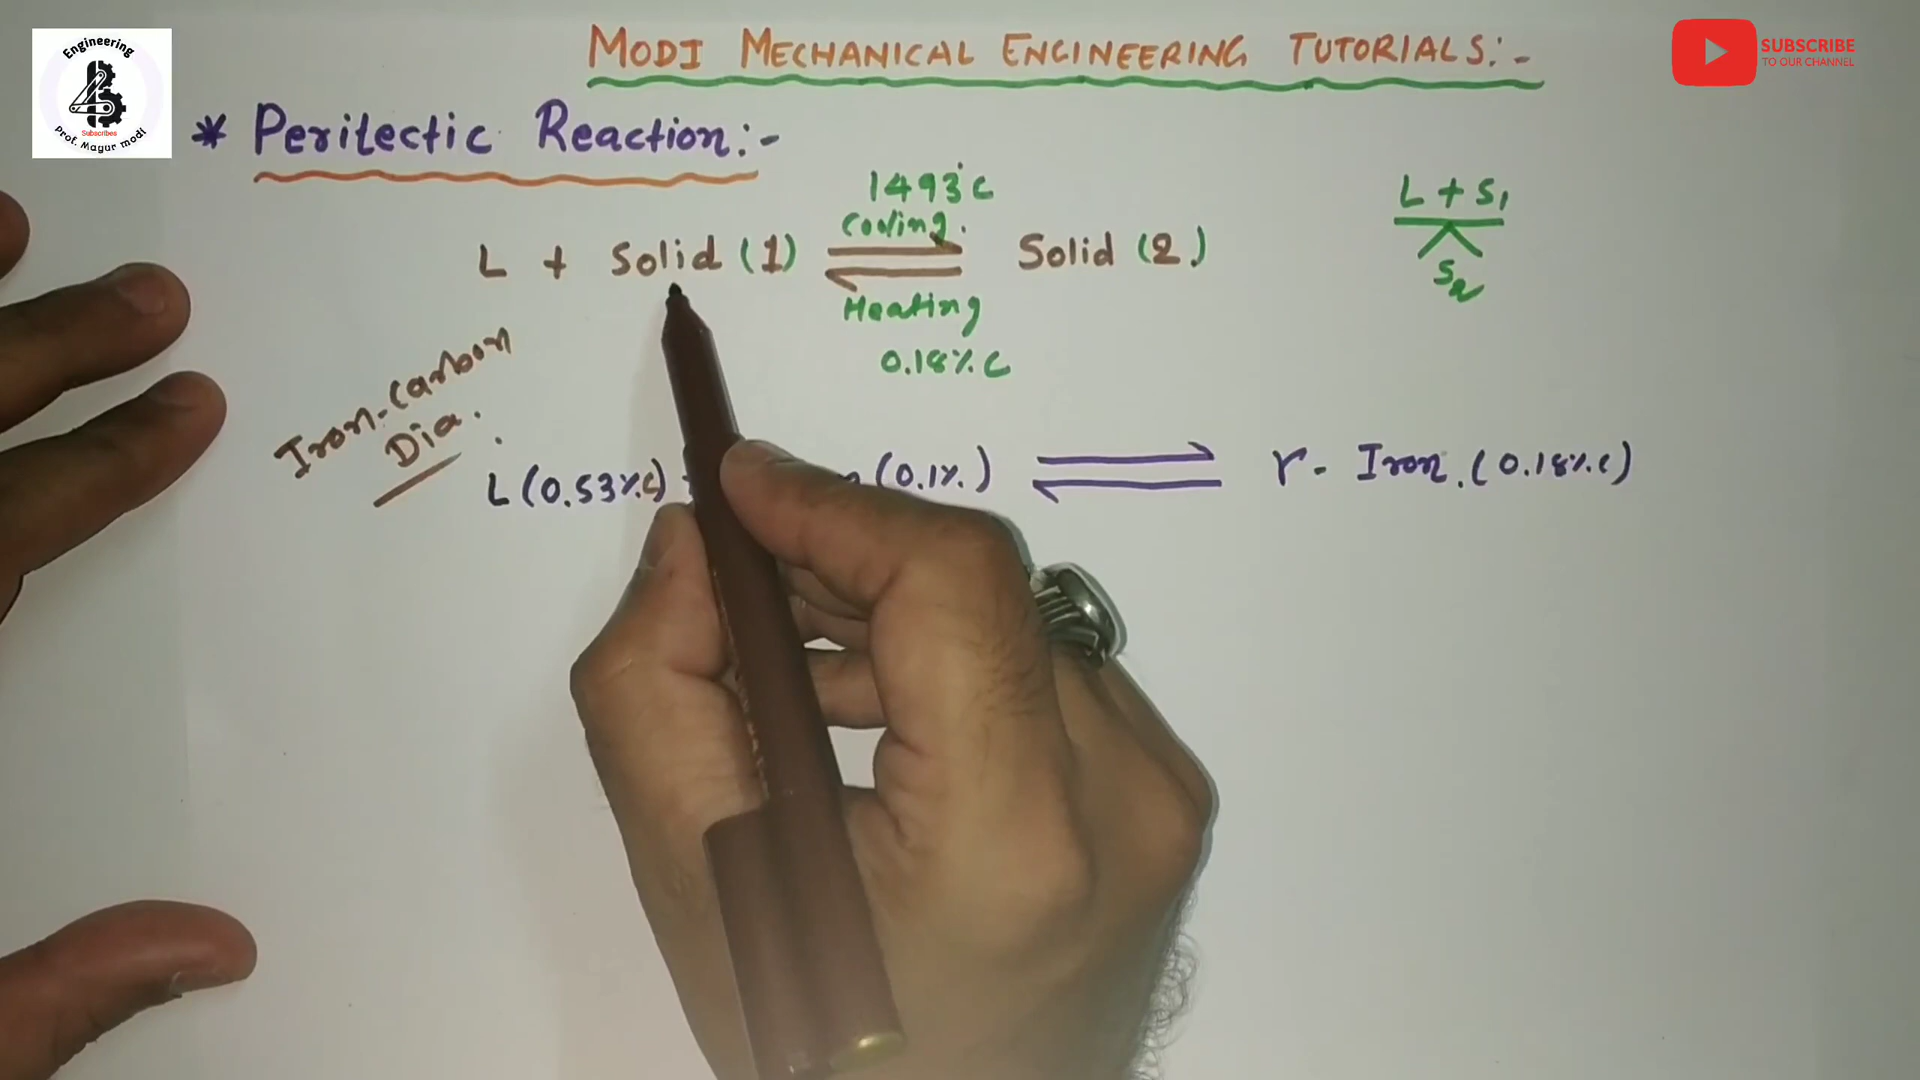 MODI MECHANICAL ENGINEERING TUTORIALS:-
SUBSCRIBE
TO OUR CHANNEL
Engineering
Subscribes
Prof. Mayur modi
* Peritectic Reaction:-
1493°C
Cooling.
L + Solid (1) ⇌ Solid (2)
Heating
0.18%C
L + S1
S2
Iron-Carbon
Dia.
L (0.53%C) (0.1%.) ⇌ γ- Iron. (0.18%C)